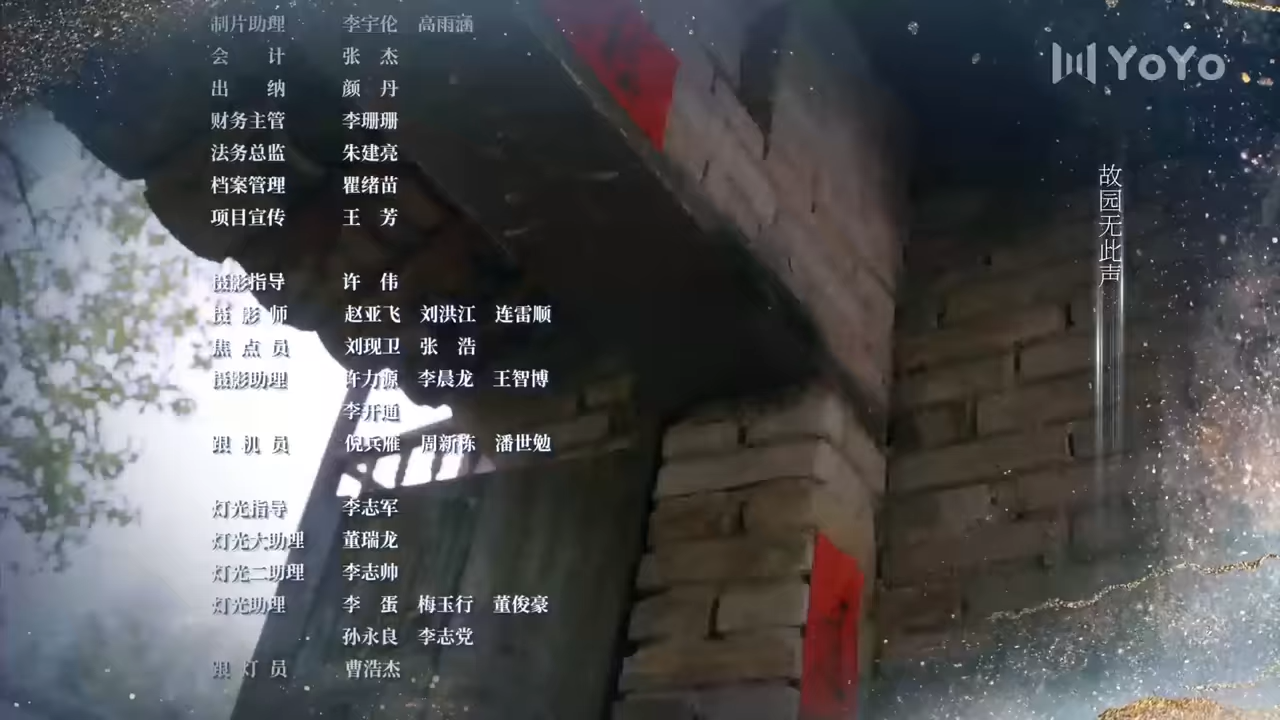 制片助理 李宇伦 高雨涵
会 计 张 杰
出 纳 颜 丹
财务主管 李珊珊
法务总监 朱建亮
档案管理 瞿绪苗
项目宣传 王 芳
摄影指导 许 伟
摄 影 师 赵亚飞 刘洪江 连雷顺
焦 点 员 刘现卫 张 浩
摄影助理 许力源 李晨龙 王智博
李开通
跟 机 员 倪兵雁 周新栋 潘世勉
灯光指导 李志军
灯光大助理 董瑞龙
灯光二助理 李志帅
灯光助理 李 蛋 梅玉行 董俊豪
孙永良 李志党
跟 灯 员 曹浩杰
YoYo
故园无此声